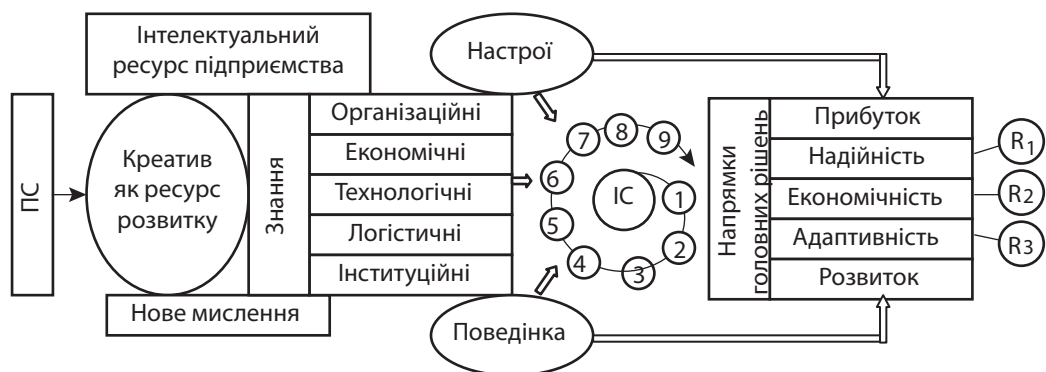 Інтелектуальний
ресурс підприємства
ПС
Креатив
як ресурс
розвитку
Нове мислення
Знання
Організаційні
Економічні
Технологічні
Логістичні
Інституційні
Настрої
Поведінка
ІС
1
2
3
4
5
6
7
8
9
Напрямки
головних рішень
Прибуток
Надійність
Економічність
Адаптивність
Розвиток
R1
R2
R3